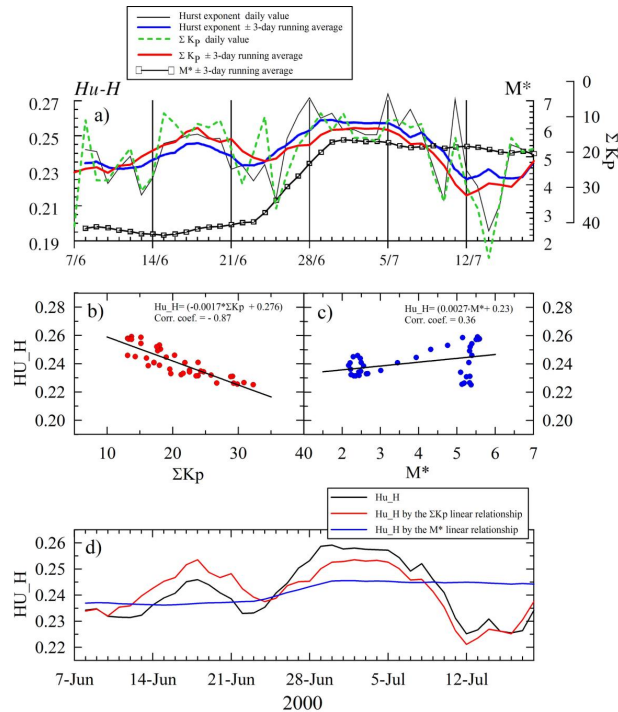 Hurst exponent daily value
Hurst exponent ± 3-day running average
Σ K_P daily value
Σ K_P ± 3-day running average
M* ± 3-day running average
Hu-H
M*
0
0.27
a)
7
0.25
6
10
5
20
0.23
4
30
0.21
3
40
0.19
2
Σ Kp
7/6 14/6 21/6 28/6 5/7 12/7
b)
Hu_H= (-0.0017*ΣKp + 0.276)
Corr. coef. = - 0.87
c)
Hu_H= (0.0027·M*+ 0.23)
Corr. coef. = 0.36
HU_H
0.28
0.26
0.24
0.22
0.20
0.28
0.26
0.24
0.22
0.20
HU_H
10 20 30 40
2 3 4 5 6 7
ΣKp
M*
Hu_H
Hu_H by the ΣKp linear relationship
Hu_H by the M* linear relationship
d)
HU_H
0.26
0.25
0.24
0.23
0.22
0.21
7-Jun 14-Jun 21-Jun 28-Jun 5-Jul 12-Jul
2000